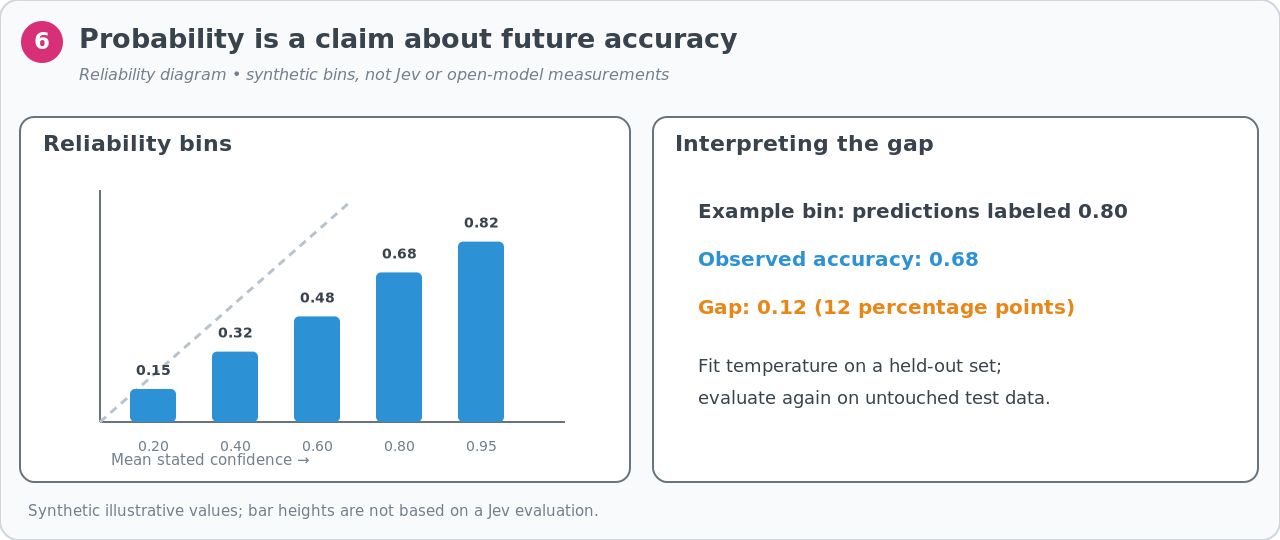 6
Probability is a claim about future accuracy
Reliability diagram • synthetic bins, not Jev or open-model measurements
Reliability bins
0.15
0.32
0.48
0.68
0.82
0.20
0.40
0.60
0.80
0.95
Mean stated confidence →
Interpreting the gap
Example bin: predictions labeled 0.80
Observed accuracy: 0.68
Gap: 0.12 (12 percentage points)
Fit temperature on a held-out set;
evaluate again on untouched test data.
Synthetic illustrative values; bar heights are not based on a Jev evaluation.